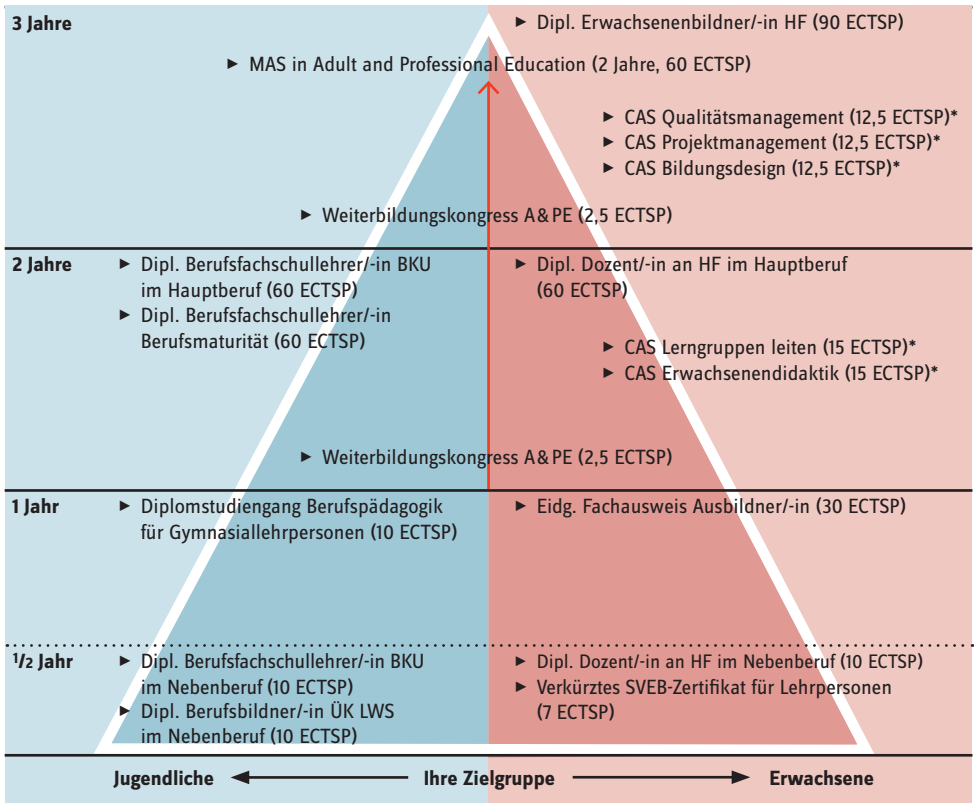 3 Jahre
► Dipl. Erwachsenenbildner/-in HF (90 ECTSP)
► MAS in Adult and Professional Education (2 Jahre, 60 ECTSP)
► CAS Qualitätsmanagement (12,5 ECTSP)*
► CAS Projektmanagement (12,5 ECTSP)*
► CAS Bildungsdesign (12,5 ECTSP)*
► Weiterbildungskongress A&PE (2,5 ECTSP)
2 Jahre
► Dipl. Berufsfachschullehrer/-in BKU
im Hauptberuf (60 ECTSP)
► Dipl. Berufsfachschullehrer/-in
Berufsmaturität (60 ECTSP)
► Dipl. Dozent/-in an HF im Hauptberuf
(60 ECTSP)
► CAS Lerngruppen leiten (15 ECTSP)*
► CAS Erwachsenendidaktik (15 ECTSP)*
► Weiterbildungskongress A&PE (2,5 ECTSP)
1 Jahr
► Diplomstudiengang Berufspädagogik
für Gymnasiallehrpersonen (10 ECTSP)
► Eidg. Fachausweis Ausbildner/-in (30 ECTSP)
1/2 Jahr
► Dipl. Berufsfachschullehrer/-in BKU
im Nebenberuf (10 ECTSP)
► Dipl. Berufsbildner/-in ÜK LWS
im Nebenberuf (10 ECTSP)
► Dipl. Dozent/-in an HF im Nebenberuf (10 ECTSP)
► Verkürztes SVEB-Zertifikat für Lehrpersonen
(7 ECTSP)
Jugendliche Ihre Zielgruppe Erwachsene